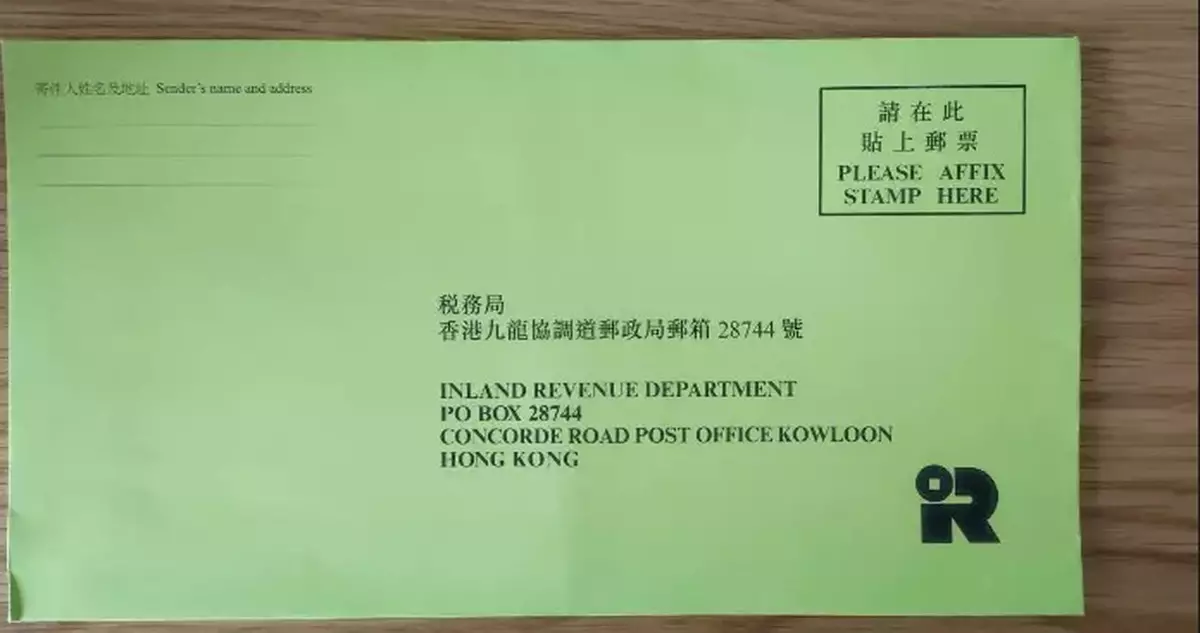 寄件人姓名及地址 Sender's name and address
請在此
貼上郵票
PLEASE AFFIX
STAMP HERE
税務局
香港九龍協調道郵政局郵箱 28744 號
INLAND REVENUE DEPARTMENT
PO BOX 28744
CONCORDE ROAD POST OFFICE KOWLOON
HONG KONG
IR